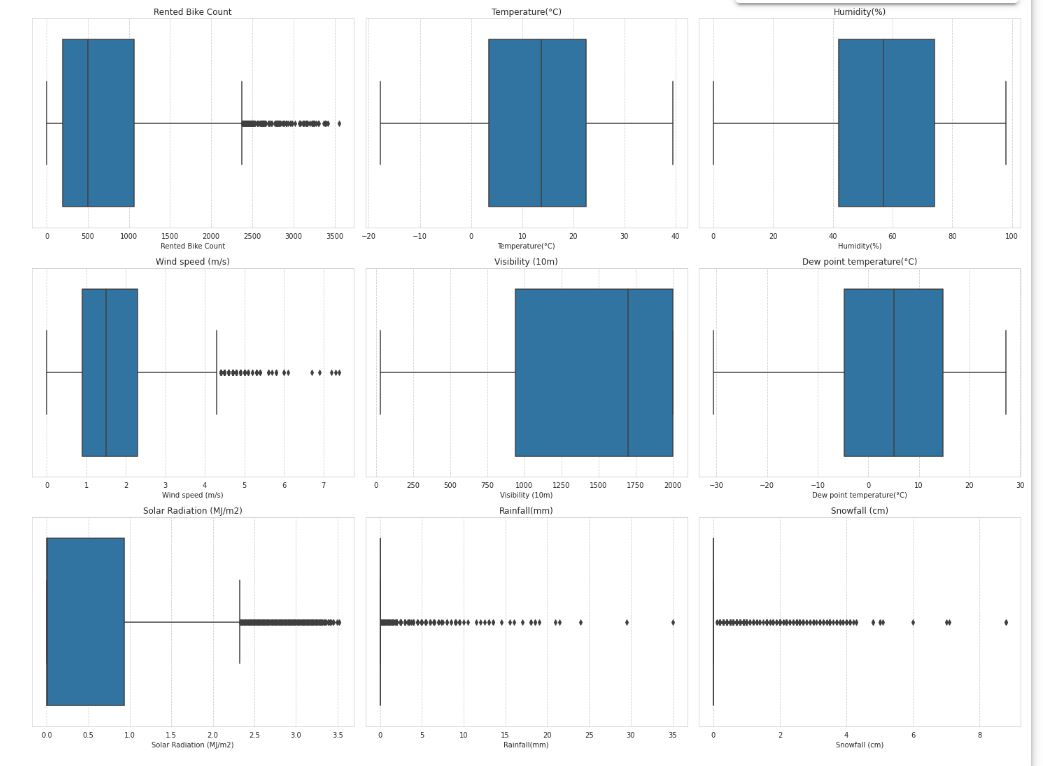 Rented Bike Count Temperature(°C) Humidity(%)
0 500 1000 1500 2000 2500 3000 3500 −20 −10 0 10 20 30 40 0 20 40 60 80 100
Rented Bike Count Temperature(°C) Humidity(%)
Wind speed (m/s) Visibility (10m) Dew point temperature(°C)
0 1 2 3 4 5 6 7 0 250 500 750 1000 1250 1500 1750 2000 −30 −20 −10 0 10 20 30
Wind speed (m/s) Visibility (10m) Dew point temperature(°C)
Solar Radiation (MJ/m2) Rainfall(mm) Snowfall (cm)
0.0 0.5 1.0 1.5 2.0 2.5 3.0 3.5 0 5 10 15 20 25 30 35 0 2 4 6 8
Solar Radiation (MJ/m2) Rainfall(mm) Snowfall (cm)